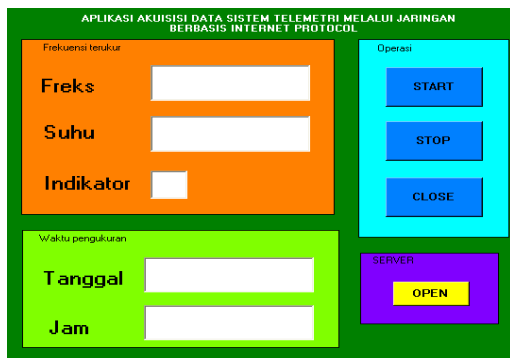 APLIKASI AKUISISI DATA SISTEM TELEMETRI MELALUI JARINGAN
BERBASIS INTERNET PROTOCOL
Frekuensi terukur
Freks
Suhu
Indikator
Operasi
START
STOP
CLOSE
Waktu pengukuran
Tanggal
Jam
SERVER
OPEN